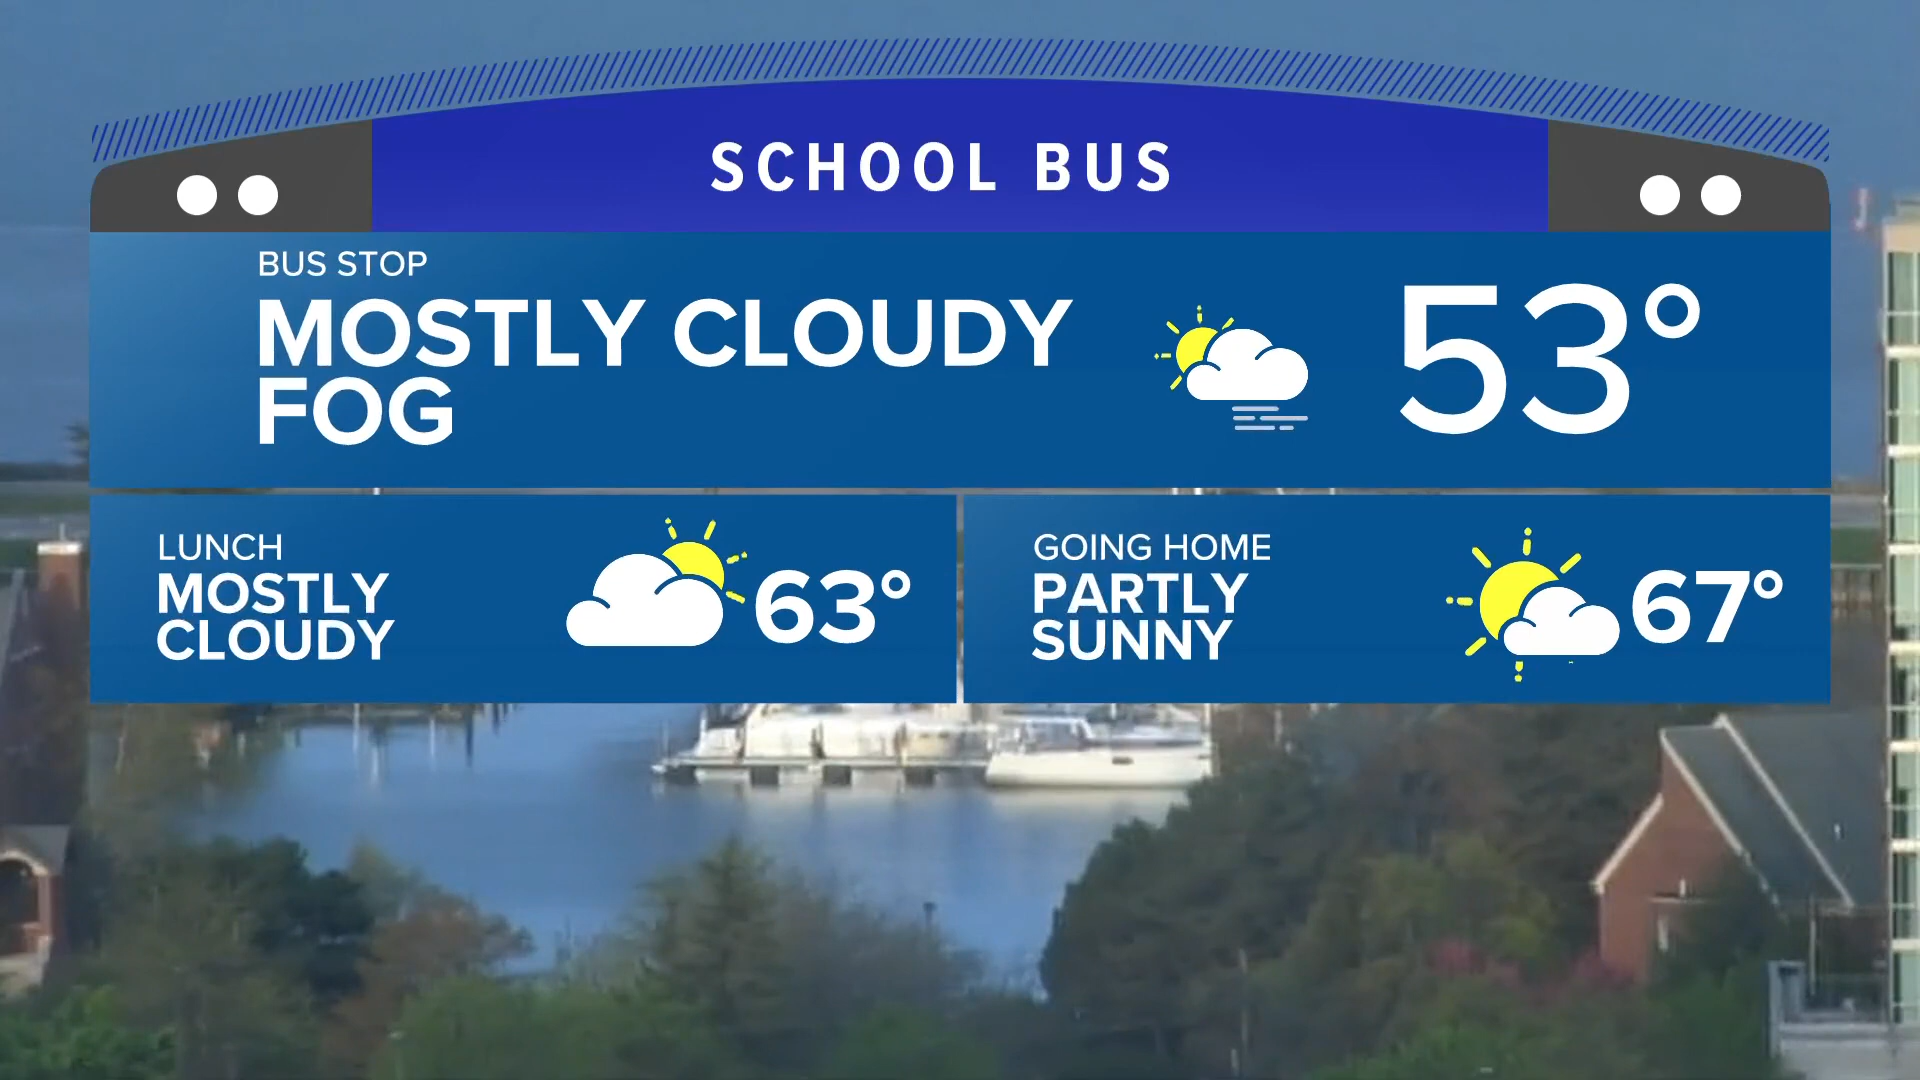 SCHOOL BUS
BUS STOP
MOSTLY CLOUDY
FOG
53°
LUNCH
MOSTLY
CLOUDY
63°
GOING HOME
PARTLY
SUNNY
67°